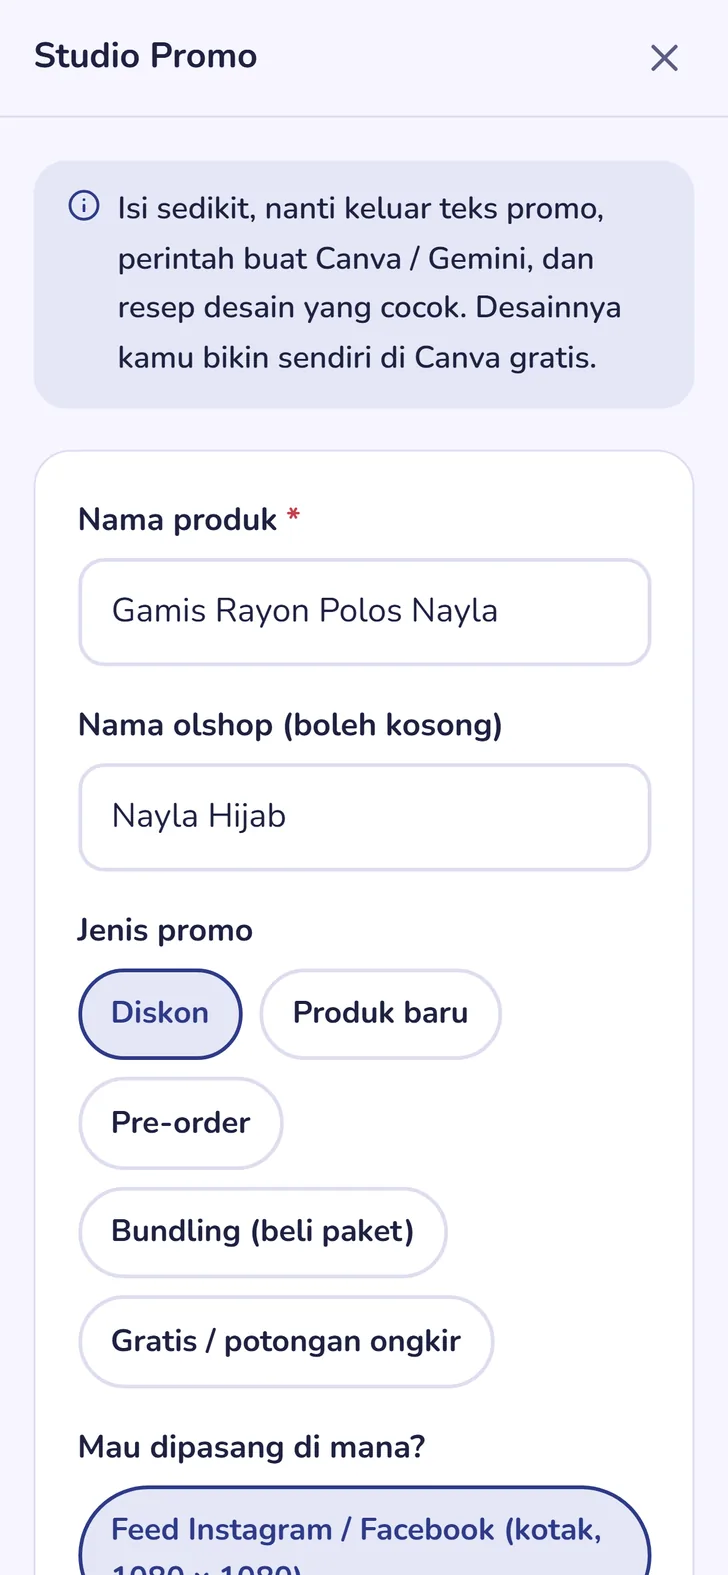 Studio Promo
Isi sedikit, nanti keluar teks promo,
perintah buat Canva / Gemini, dan
resep desain yang cocok. Desainnya
kamu bikin sendiri di Canva gratis.
Nama produk *
Gamis Rayon Polos Nayla
Nama olshop (boleh kosong)
Nayla Hijab
Jenis promo
Diskon
Produk baru
Pre-order
Bundling (beli paket)
Gratis / potongan ongkir
Mau dipasang di mana?
Feed Instagram / Facebook (kotak,
1080 × 1080)